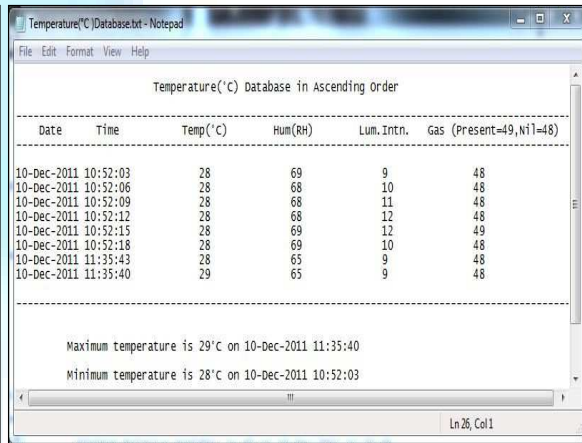 Temperature(°C )Database.txt - Notepad
File Edit Format View Help
Temperature('C) Database in Ascending Order
Date Time Temp('C) Hum(RH) Lum.Intn. Gas (Present=49,Nil=48)
10-Dec-2011 10:52:03 28 69 9 48
10-Dec-2011 10:52:06 28 68 10 48
10-Dec-2011 10:52:09 28 68 11 48
10-Dec-2011 10:52:12 28 68 12 48
10-Dec-2011 10:52:15 28 69 12 49
10-Dec-2011 10:52:18 28 69 10 48
10-Dec-2011 11:35:43 28 65 9 48
10-Dec-2011 11:35:40 29 65 9 48
Maximum temperature is 29'C on 10-Dec-2011 11:35:40
Minimum temperature is 28'C on 10-Dec-2011 10:52:03
Ln 26, Col 1